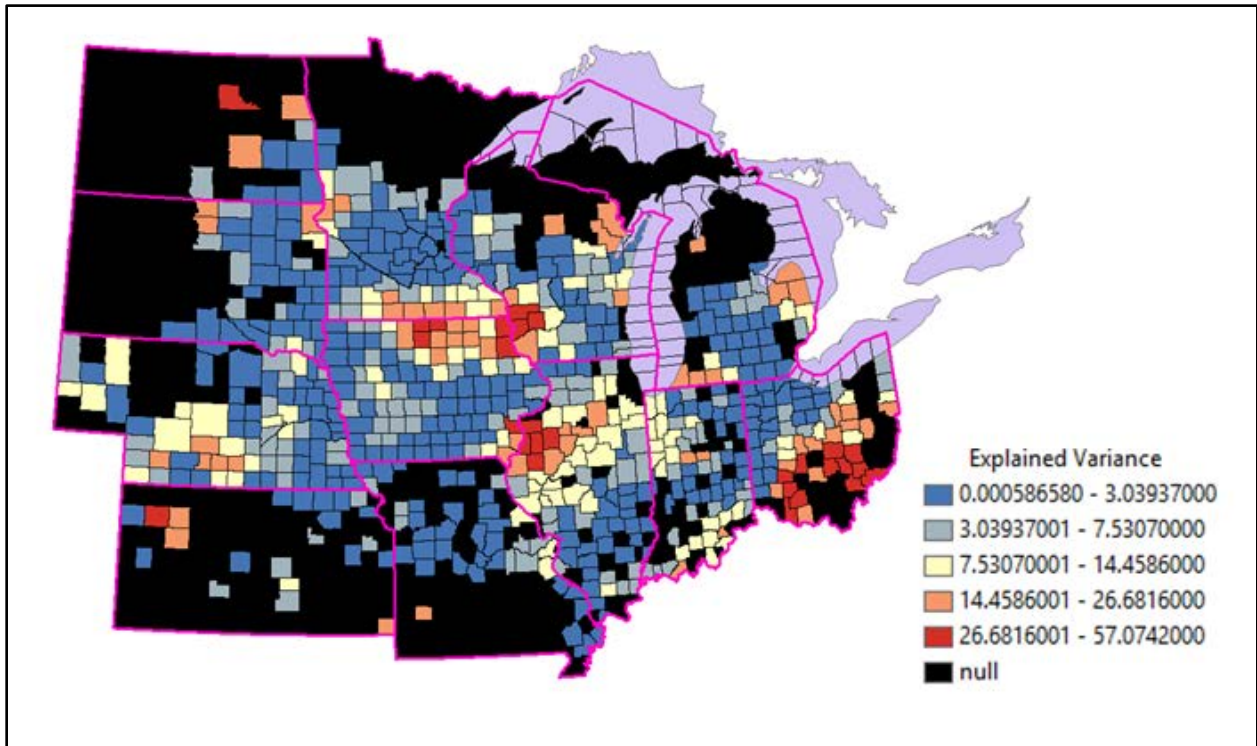 Explained Variance
0.000586580 - 3.03937000
3.03937001 - 7.53070000
7.53070001 - 14.4586000
14.4586001 - 26.6816000
26.6816001 - 57.0742000
null